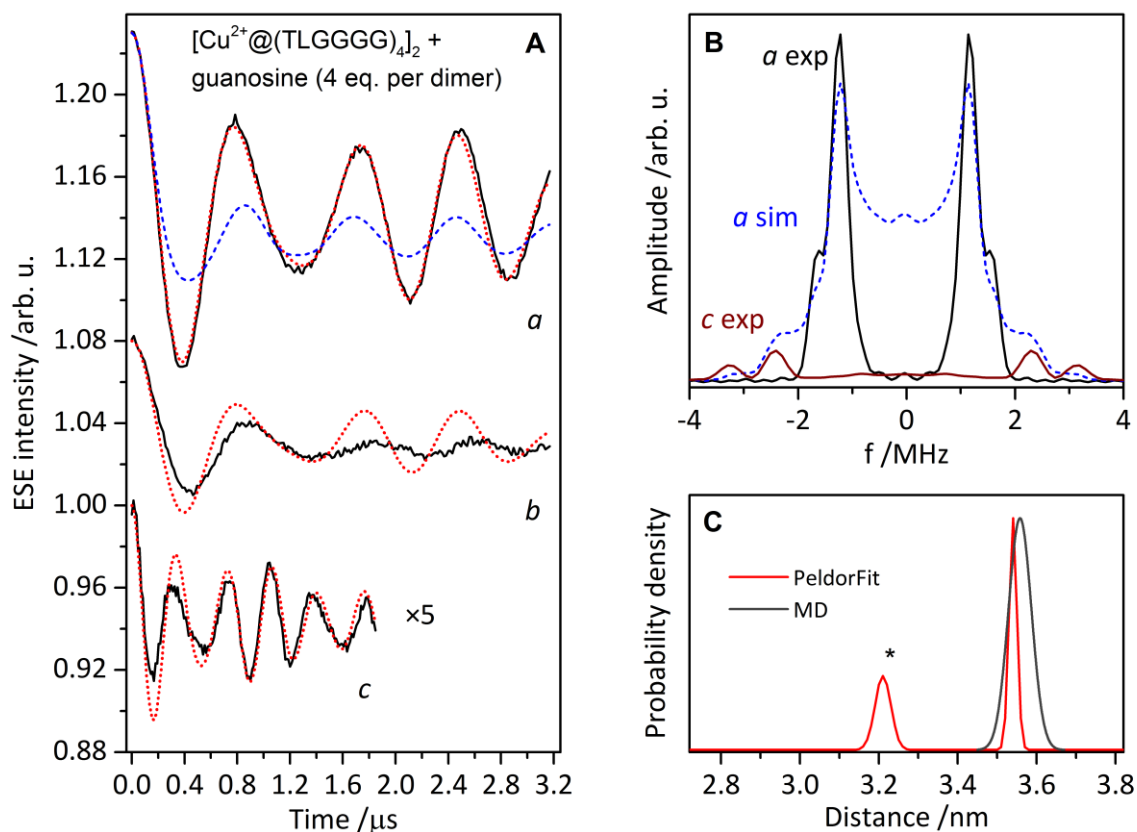 [Cu²⁺@(TLGGGG)₄]₂ +
guanosine (4 eq. per dimer)
A
ESE intensity /arb. u.
1.20
1.16
1.12
1.08
1.04
1.00
0.96
0.92
0.88
a
b
×5
c
0.0 0.4 0.8 1.2 1.6 2.0 2.4 2.8 3.2
Time /μs
B
a exp
a sim
c exp
Amplitude /arb. u.
-4 -2 0 2 4
f /MHz
C
PeldorFit
MD
*
Probability density
2.8 3.0 3.2 3.4 3.6 3.8
Distance /nm